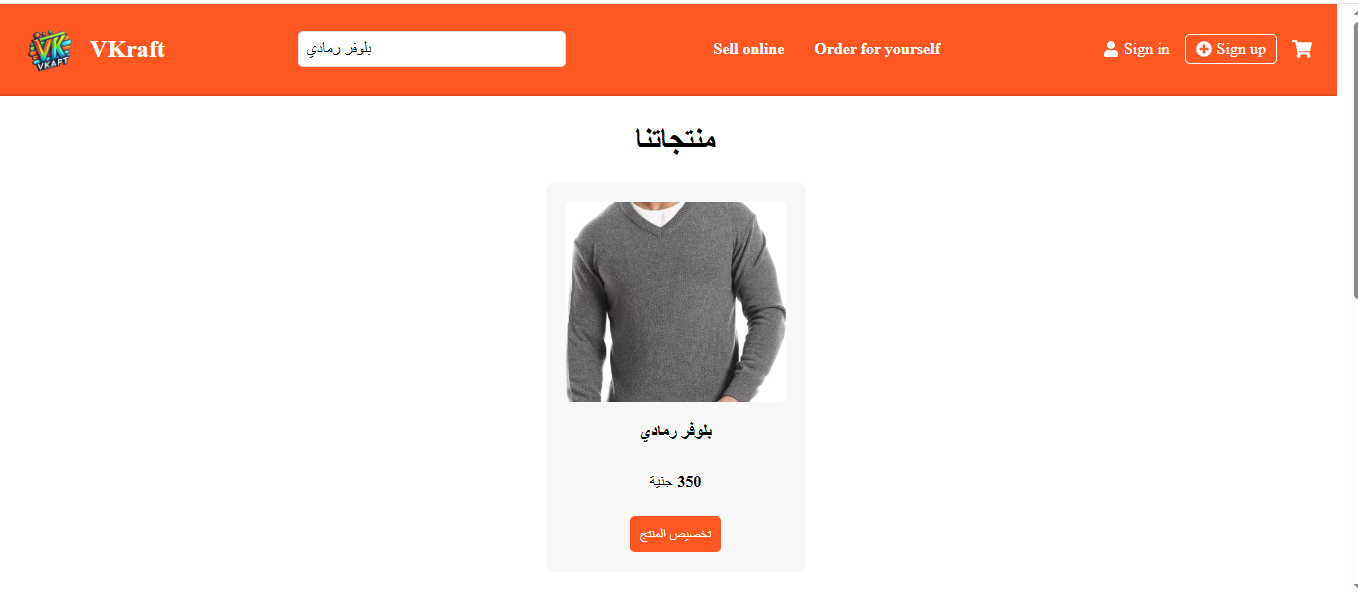 VK
VKAFT
VKraft
بلوفر رمادي
Sell online
Order for yourself
Sign in
Sign up
منتجاتنا
بلوفر رمادي
350 جنية
تخصيص المنتج